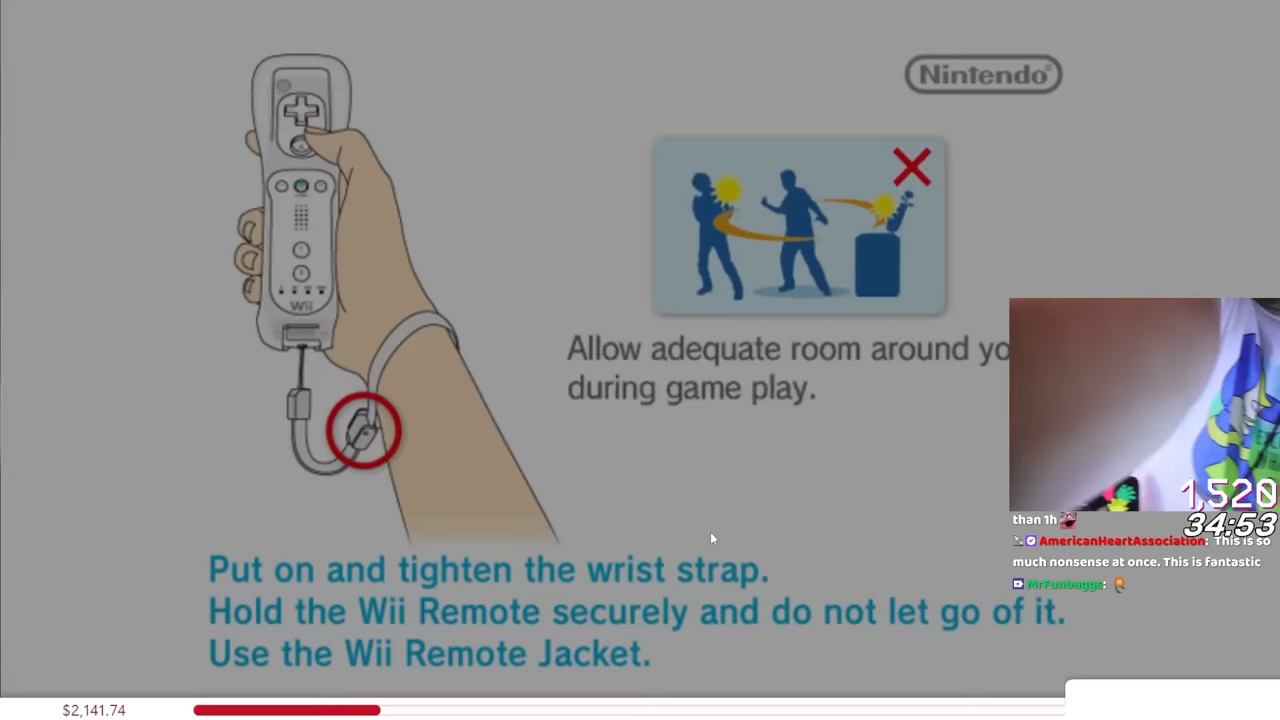 Nintendo®
Allow adequate room around yo
during game play.
Wii
Put on and tighten the wrist strap.
Hold the Wii Remote securely and do not let go of it.
Use the Wii Remote Jacket.
1,520
34:53
than 1h
AmericanHeartAssociation: This is so
much nonsense at once. This is fantastic
MrFunbaggs:
$2,141.74